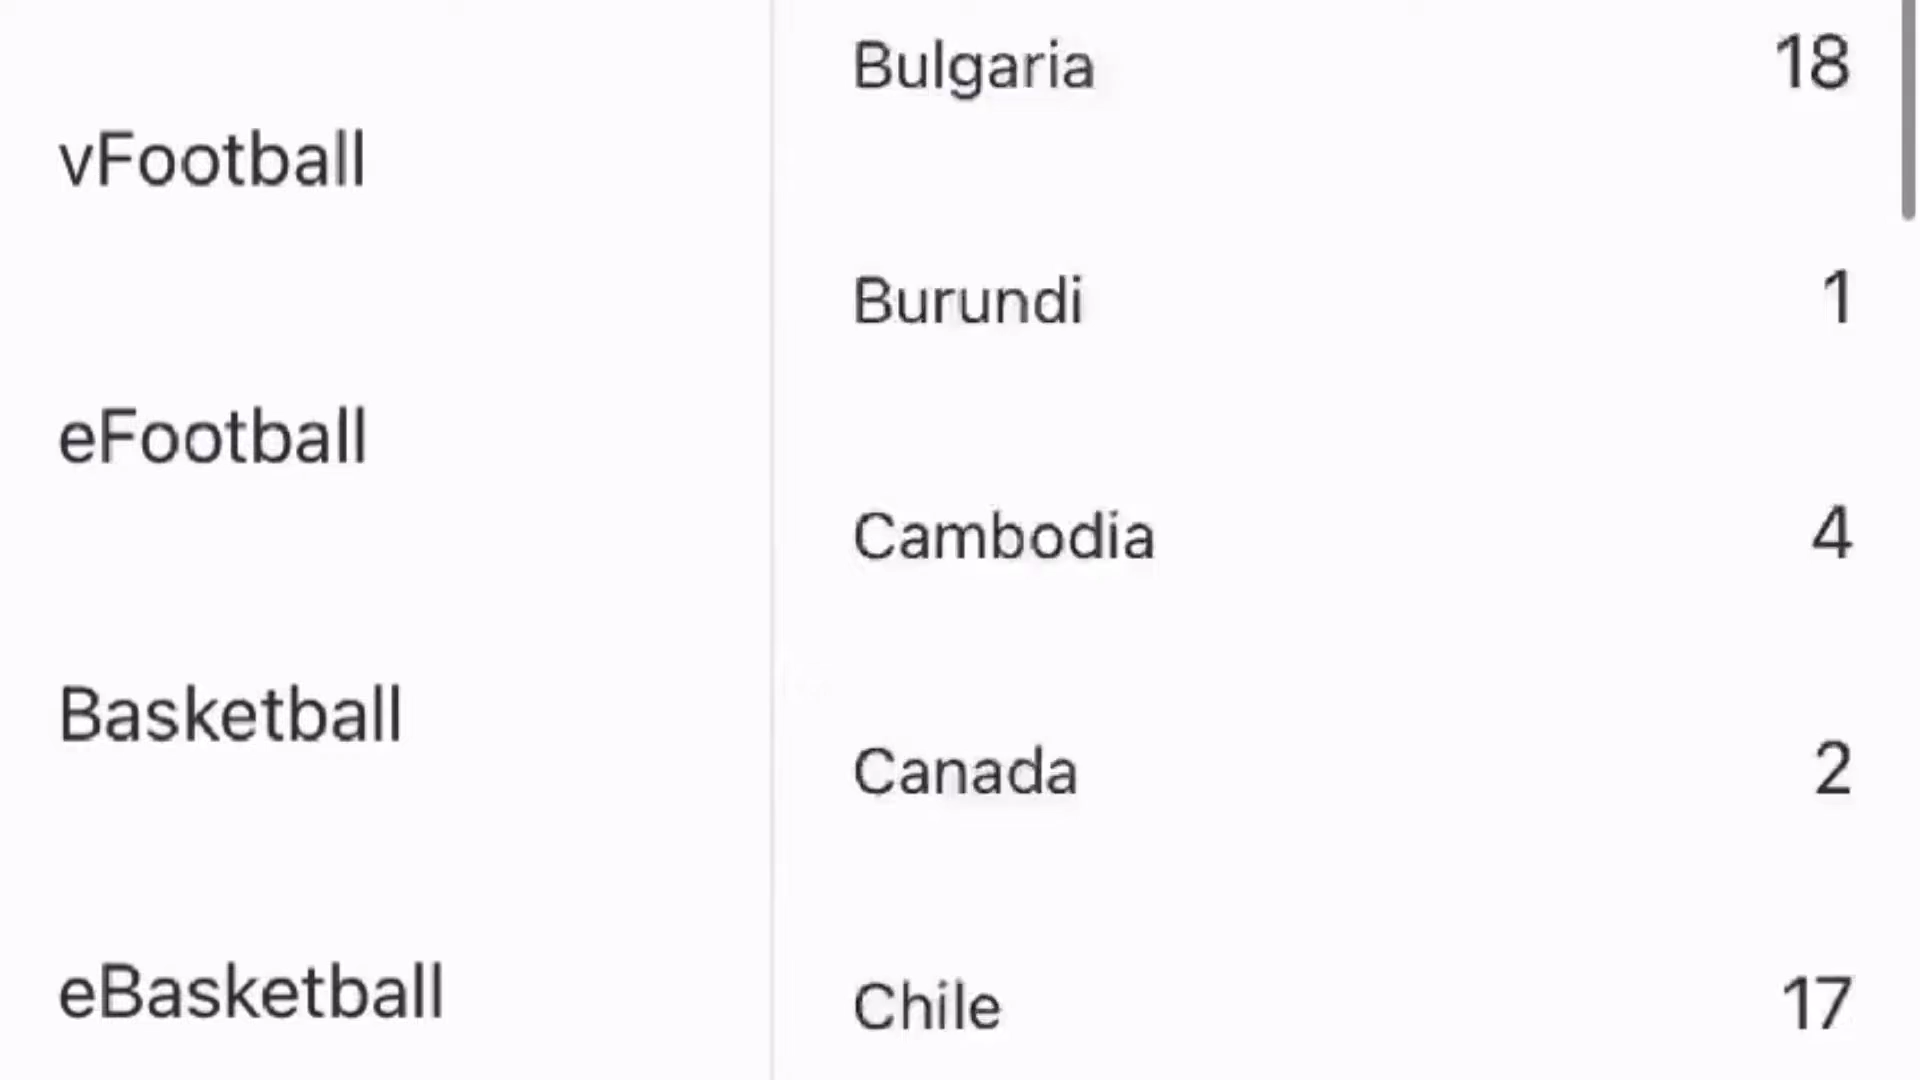 vFootball
eFootball
Basketball
eBasketball
Bulgaria 18
Burundi 1
Cambodia 4
Canada 2
Chile 17